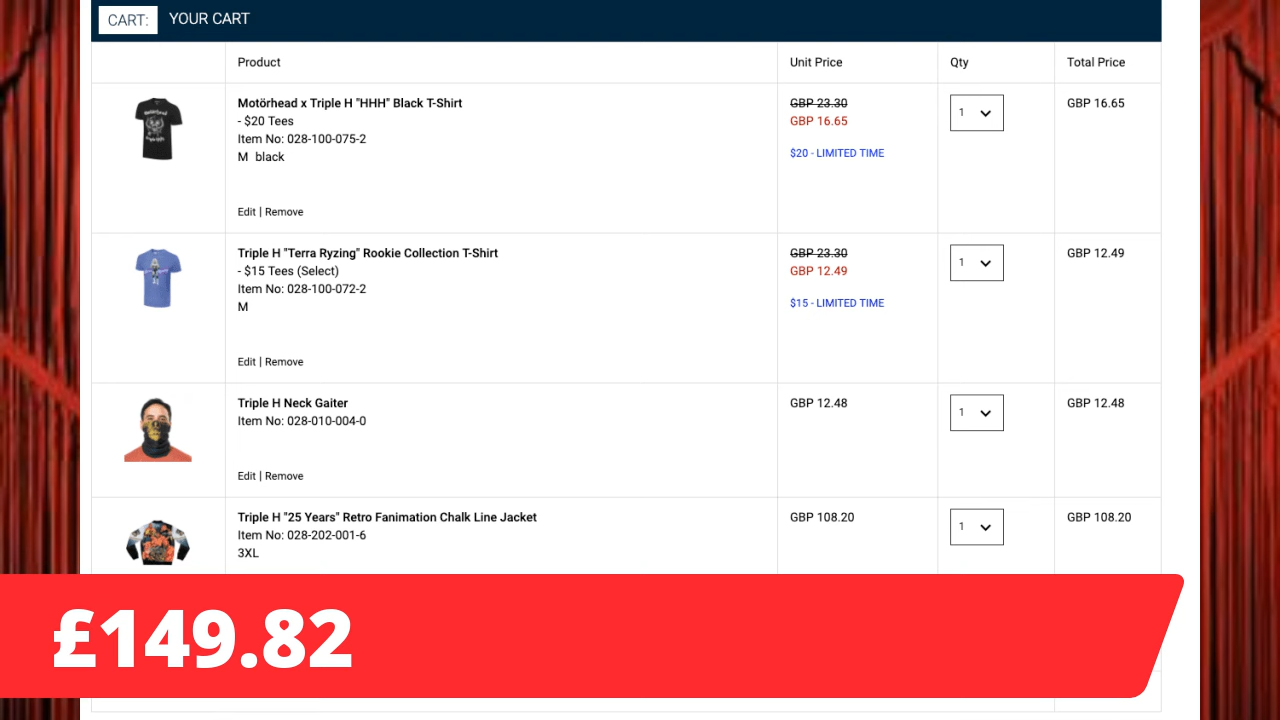 CART: YOUR CART
Product Unit Price Qty Total Price
Motörhead x Triple H "HHH" Black T-Shirt GBP 23.30 1 GBP 16.65
- $20 Tees GBP 16.65
Item No: 028-100-075-2
M black $20 - LIMITED TIME
Edit | Remove
Triple H "Terra Ryzing" Rookie Collection T-Shirt GBP 23.30 1 GBP 12.49
- $15 Tees (Select) GBP 12.49
Item No: 028-100-072-2
M $15 - LIMITED TIME
Edit | Remove
Triple H Neck Gaiter GBP 12.48 1 GBP 12.48
Item No: 028-010-004-0
Edit | Remove
Triple H "25 Years" Retro Fanimation Chalk Line Jacket GBP 108.20 1 GBP 108.20
Item No: 028-202-001-6
3XL
£149.82